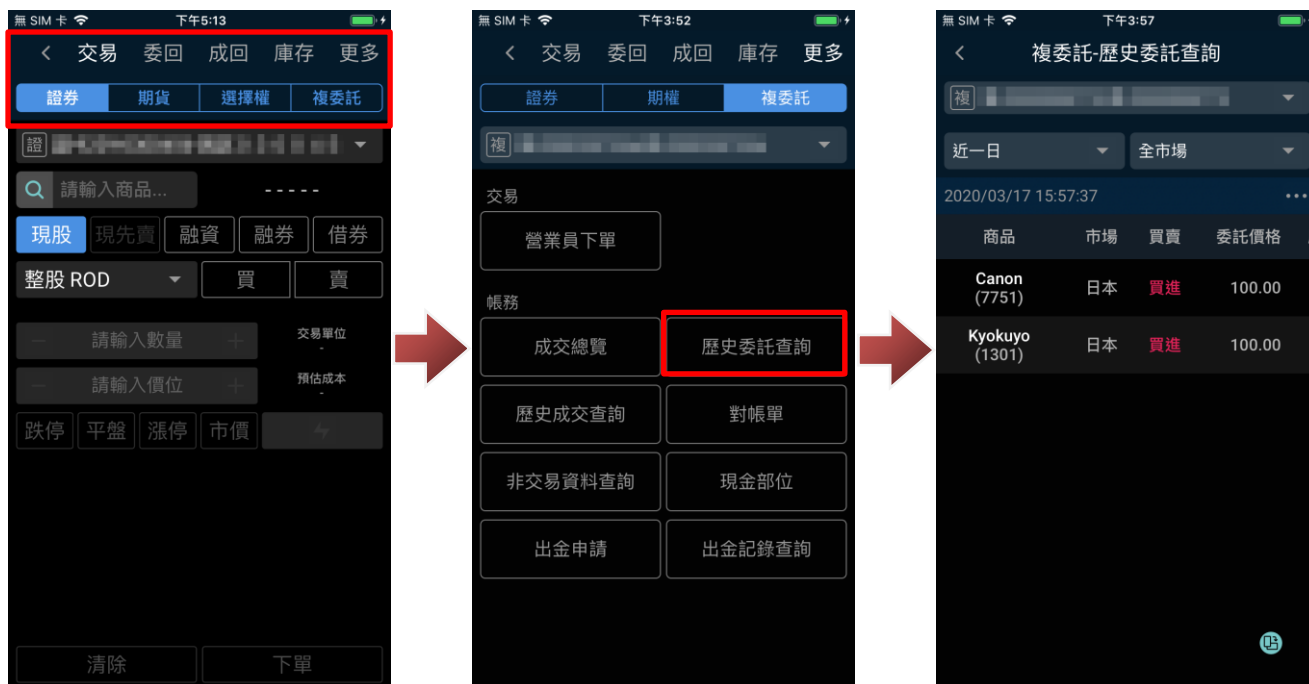 無 SIM 卡 下午5:13
交易 委回 成回 庫存 更多
證券 期貨 選擇權 複委託
證
請輸入商品... - - - - -
現股 現先賣 融資 融券 借券
整股 ROD 買 賣
請輸入數量 交易單位
-
請輸入價位 預估成本
-
跌停 平盤 漲停 市價
清除 下單
無 SIM 卡 下午3:52
交易 委回 成回 庫存 更多
證券 期權 複委託
複
交易
營業員下單
帳務
成交總覽 歷史委託查詢
歷史成交查詢 對帳單
非交易資料查詢 現金部位
出金申請 出金記錄查詢
無 SIM 卡 下午3:57
複委託-歷史委託查詢
複
近一日 全市場
2020/03/17 15:57:37
商品 市場 買賣 委託價格
Canon
(7751) 日本 買進 100.00
Kyokuyo
(1301) 日本 買進 100.00